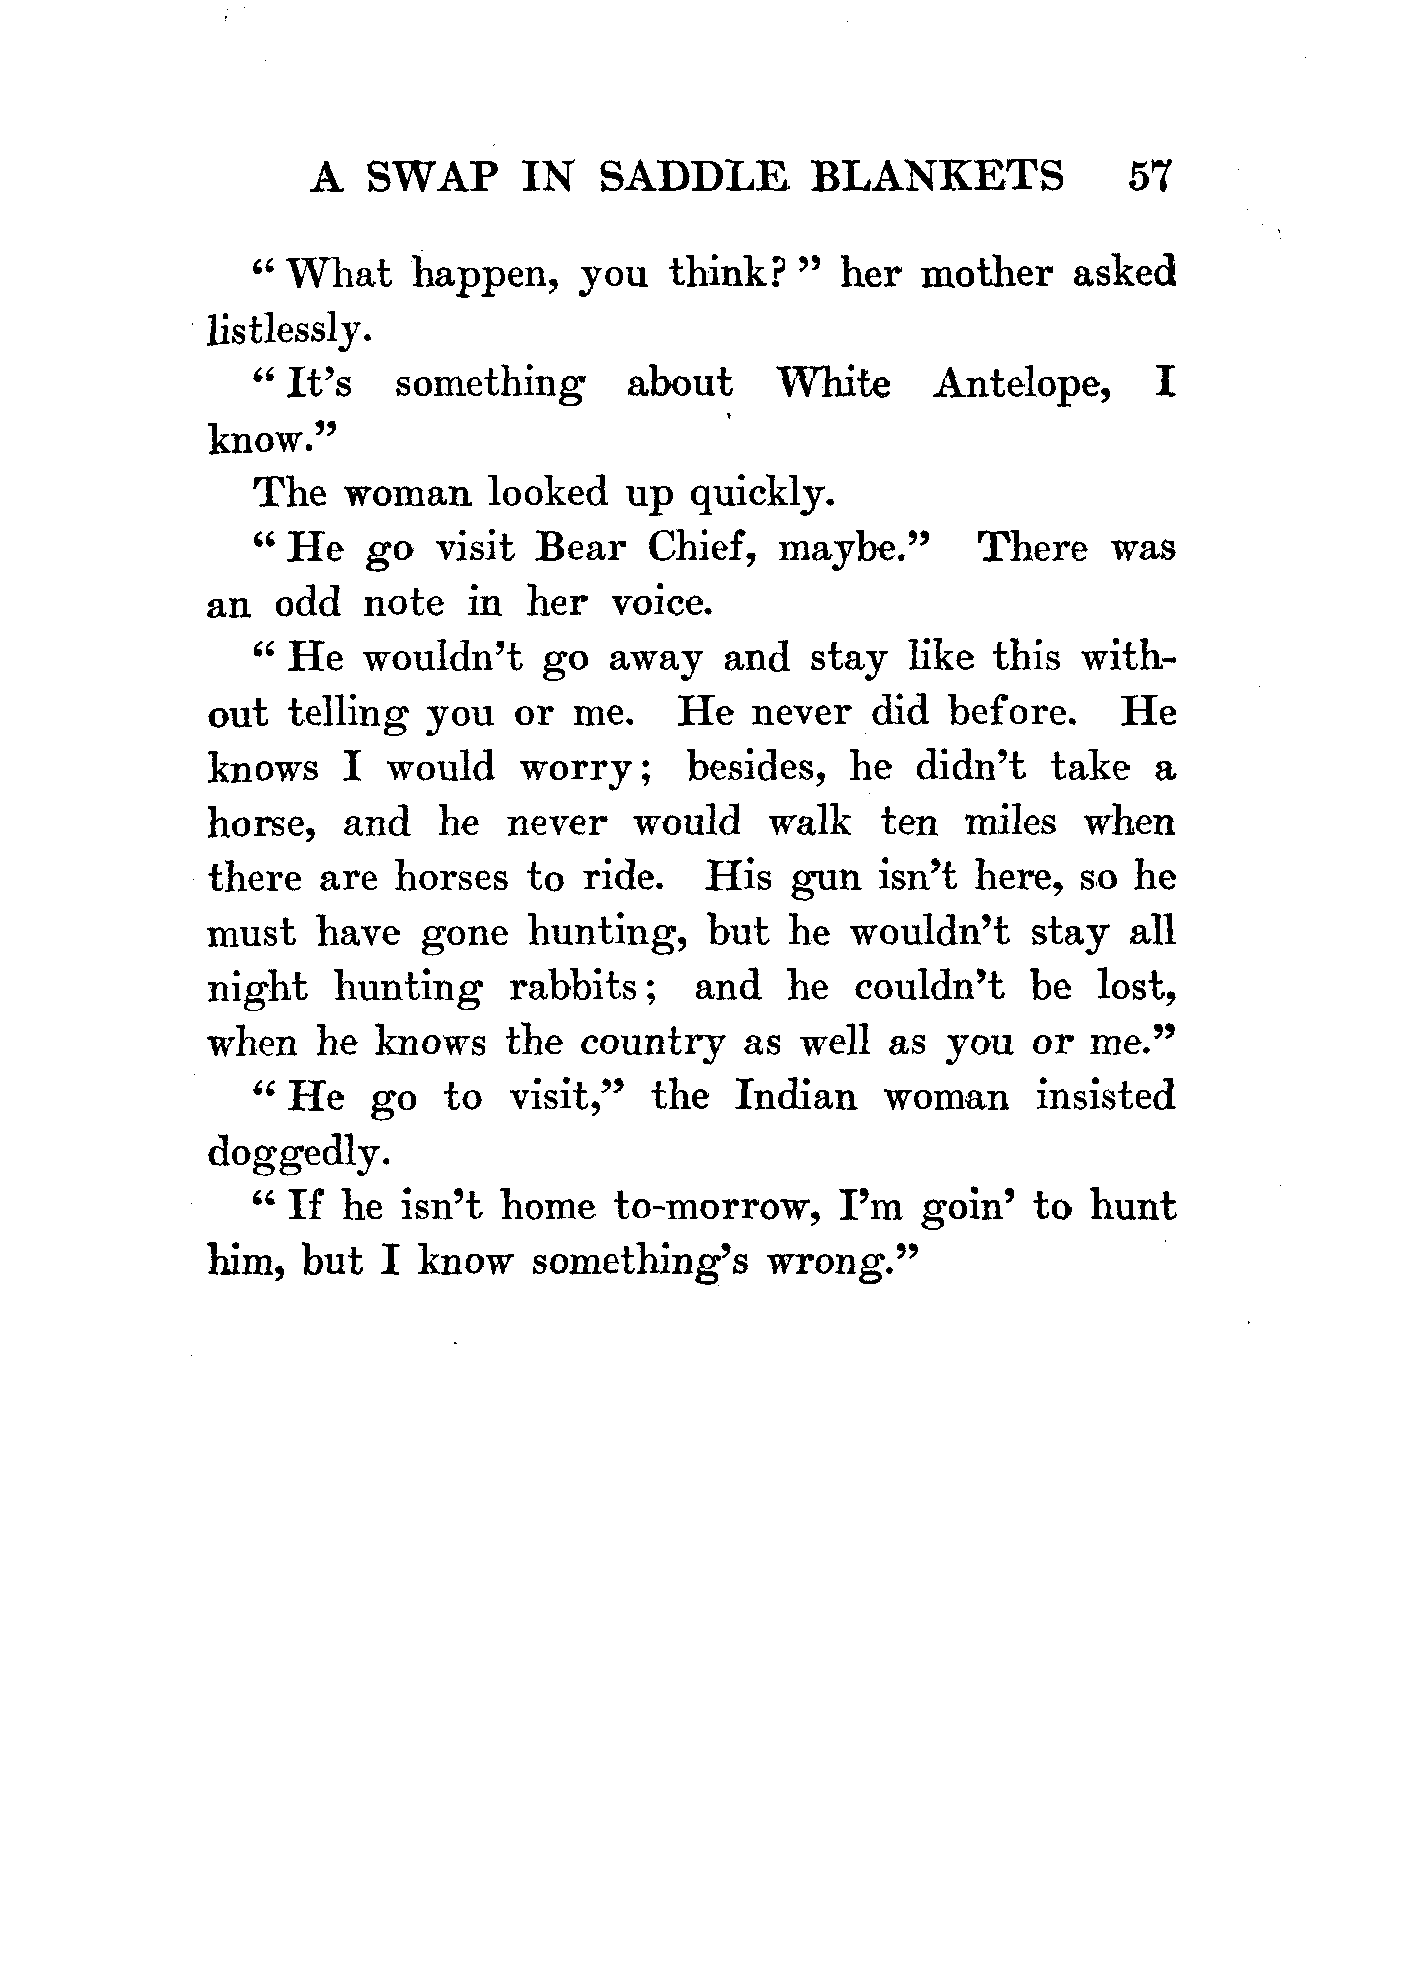 A SWAP IN SADDLE BLANKETS 57
“ What happen, you think? ” her mother asked
listlessly.
“ It’s something about White Antelope, I
know.”
The woman looked up quickly.
“ He go visit Bear Chief, maybe.” There was
an odd note in her voice.
“ He wouldn’t go away and stay like this with-
out telling you or me. He never did before. He
knows I would worry; besides, he didn’t take a
horse, and he never would walk ten miles when
there are horses to ride. His gun isn’t here, so he
must have gone hunting, but he wouldn’t stay all
night hunting rabbits; and he couldn’t be lost,
when he knows the country as well as you or me.”
“ He go to visit,” the Indian woman insisted
doggedly.
“ If he isn’t home to-morrow, I’m goin’ to hunt
him, but I know something’s wrong.”